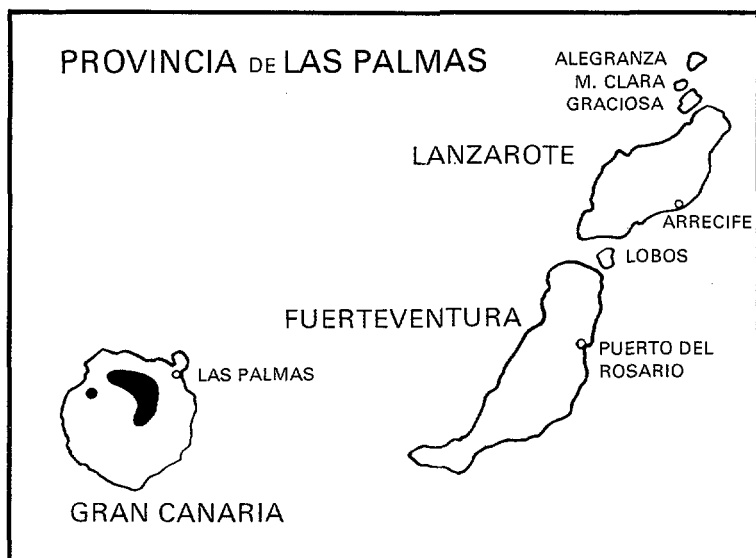 PROVINCIA DE LAS PALMAS
ALEGRANZA
M. CLARA
GRACIOSA
LANZAROTE
ARRECIFE
LOBOS
FUERTEVENTURA
PUERTO DEL
ROSARIO
LAS PALMAS
GRAN CANARIA